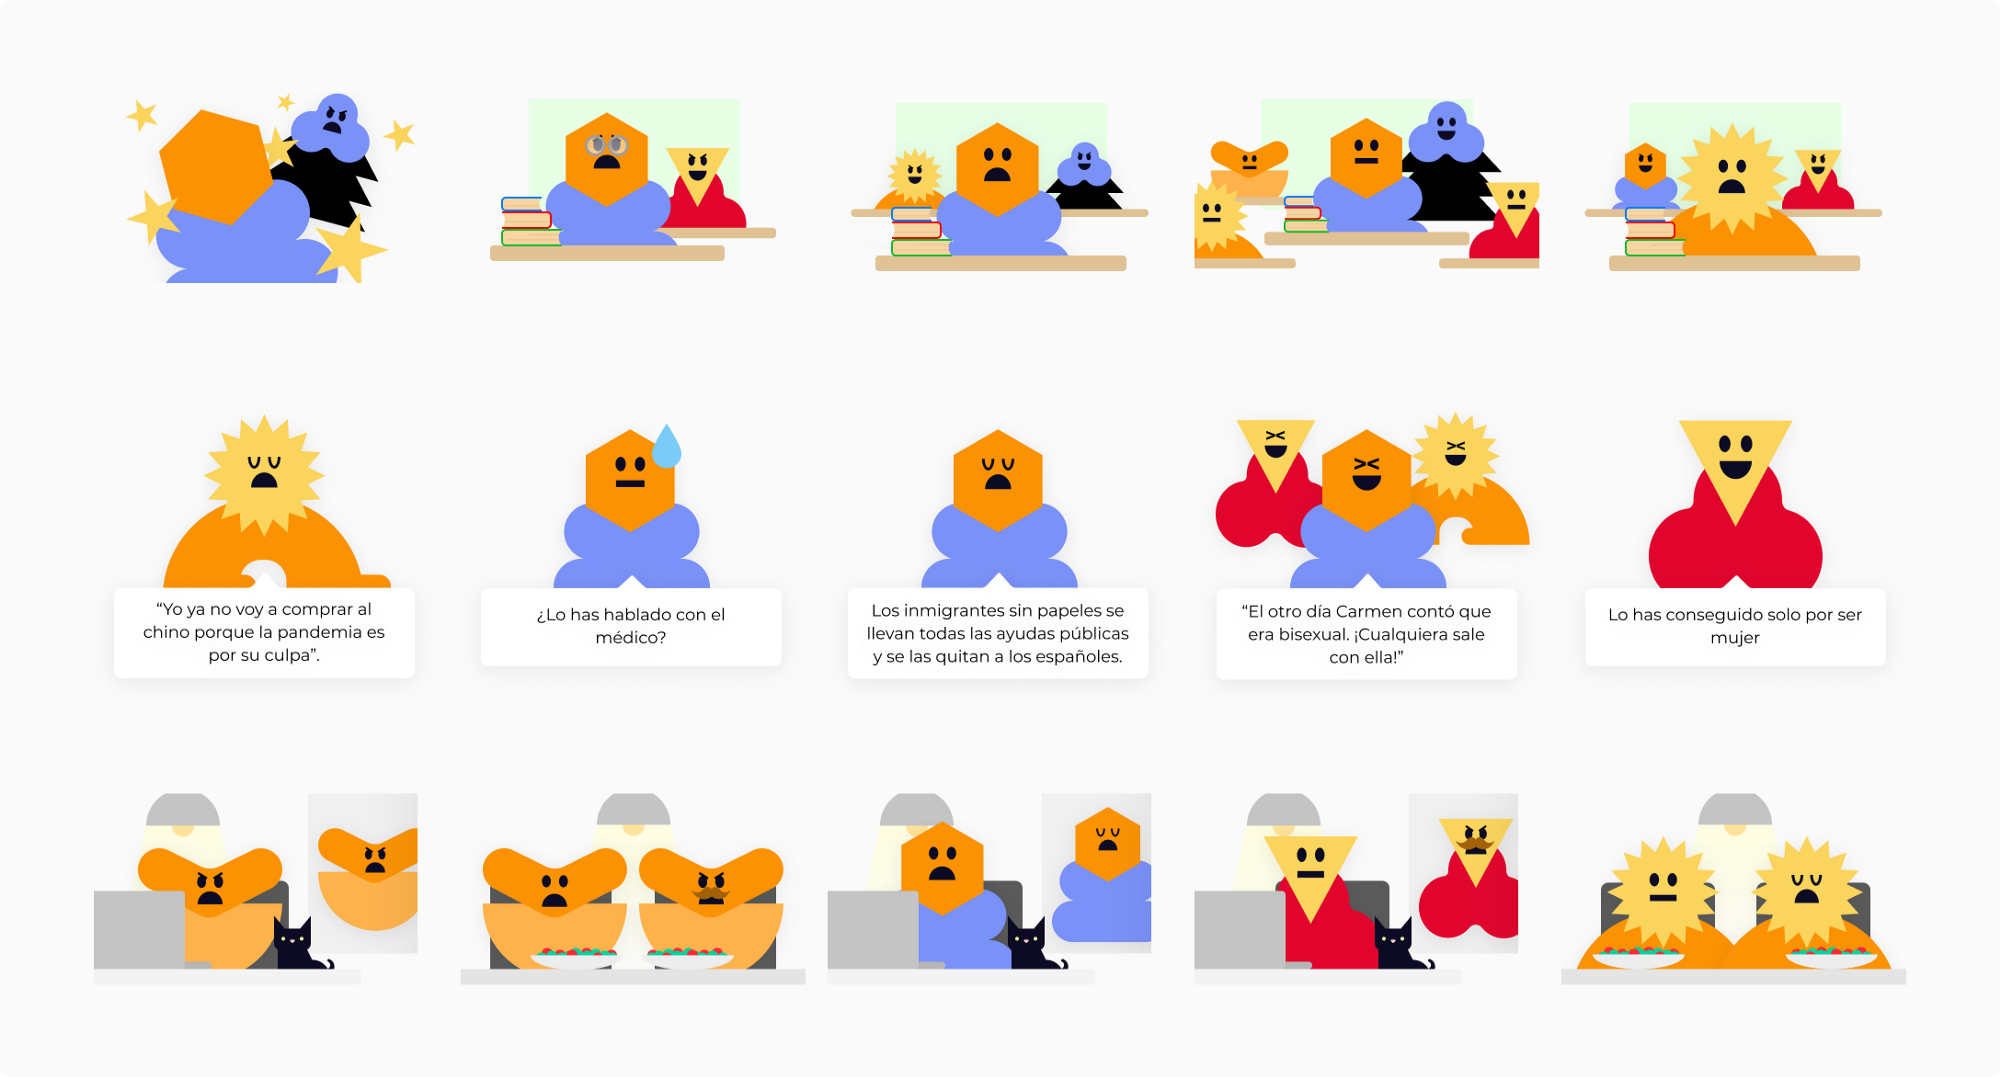 “Yo ya no voy a comprar al
chino porque la pandemia es
por su culpa”.
¿Lo has hablado con el
médico?
Los inmigrantes sin papeles se
llevan todas las ayudas públicas
y se las quitan a los españoles.
“El otro día Carmen contó que
era bisexual. ¡Cualquiera sale
con ella!”
Lo has conseguido solo por ser
mujer